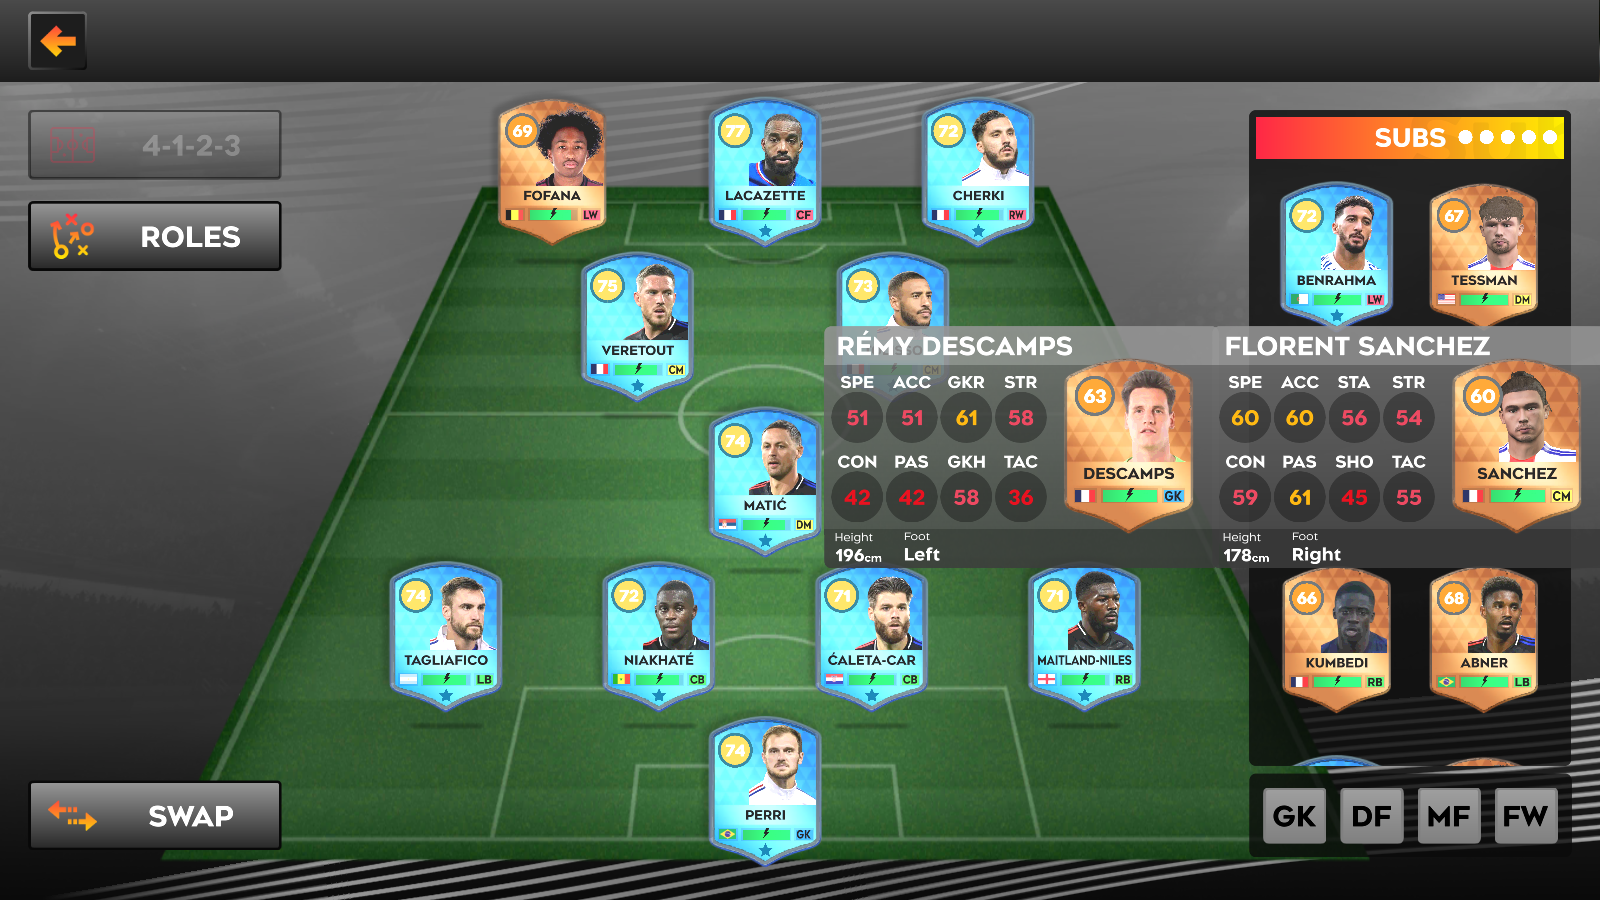 4-1-2-3
ROLES
69
FOFANA
LW
77
LACAZETTE
CF
72
CHERKI
RW
SUBS
72
BENRAHMA
LW
67
TESSMAN
DM
75
VERETOUT
CM
73
CM
RÉMY DESCAMPS
SPE ACC GKR STR
51 51 61 58
CON PAS GKH TAC
42 42 58 36
63
DESCAMPS
GK
Height Foot
196cm Left
FLORENT SANCHEZ
SPE ACC STA STR
60 60 56 54
CON PAS SHO TAC
59 61 45 55
60
SANCHEZ
CM
Height Foot
178cm Right
74
MATIĆ
DM
74
TAGLIAFICO
LB
72
NIAKHATÉ
CB
71
ĆALETA-CAR
CB
71
MAITLAND-NILES
RB
66
KUMBEDI
RB
68
ABNER
LB
74
PERRI
GK
SWAP
GK DF MF FW